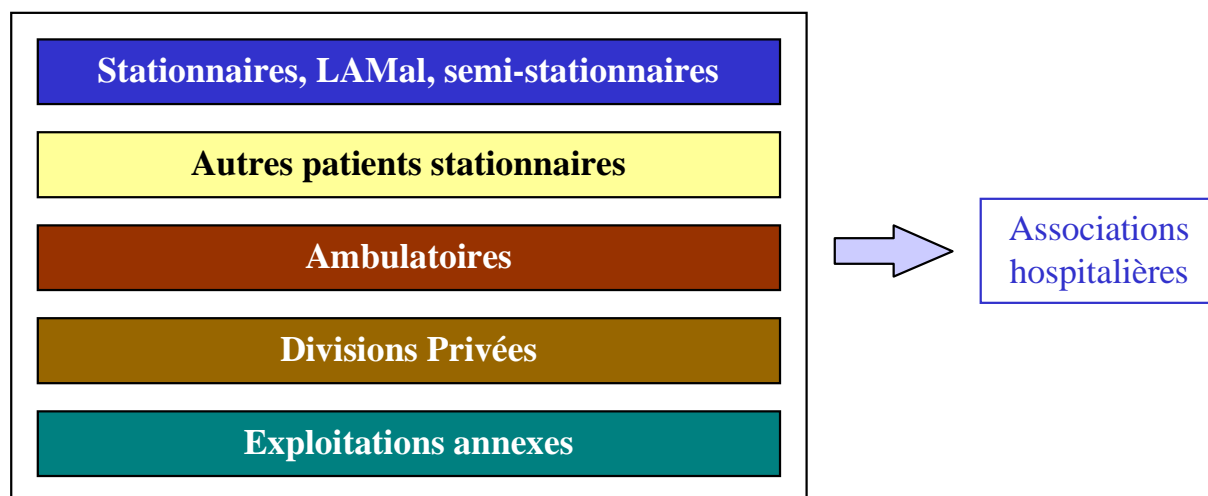 Stationnaires, LAMal, semi-stationnaires
Autres patients stationnaires
Ambulatoires
Divisions Privées
Exploitations annexes
Associations
hospitalières